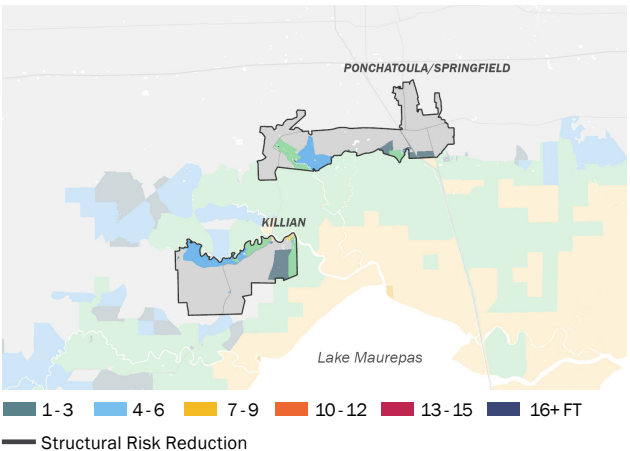 PONCHATOULA/SPRINGFIELD
KILLIAN
Lake Maurepas
1-3 4-6 7-9 10-12 13-15 16+ FT
Structural Risk Reduction